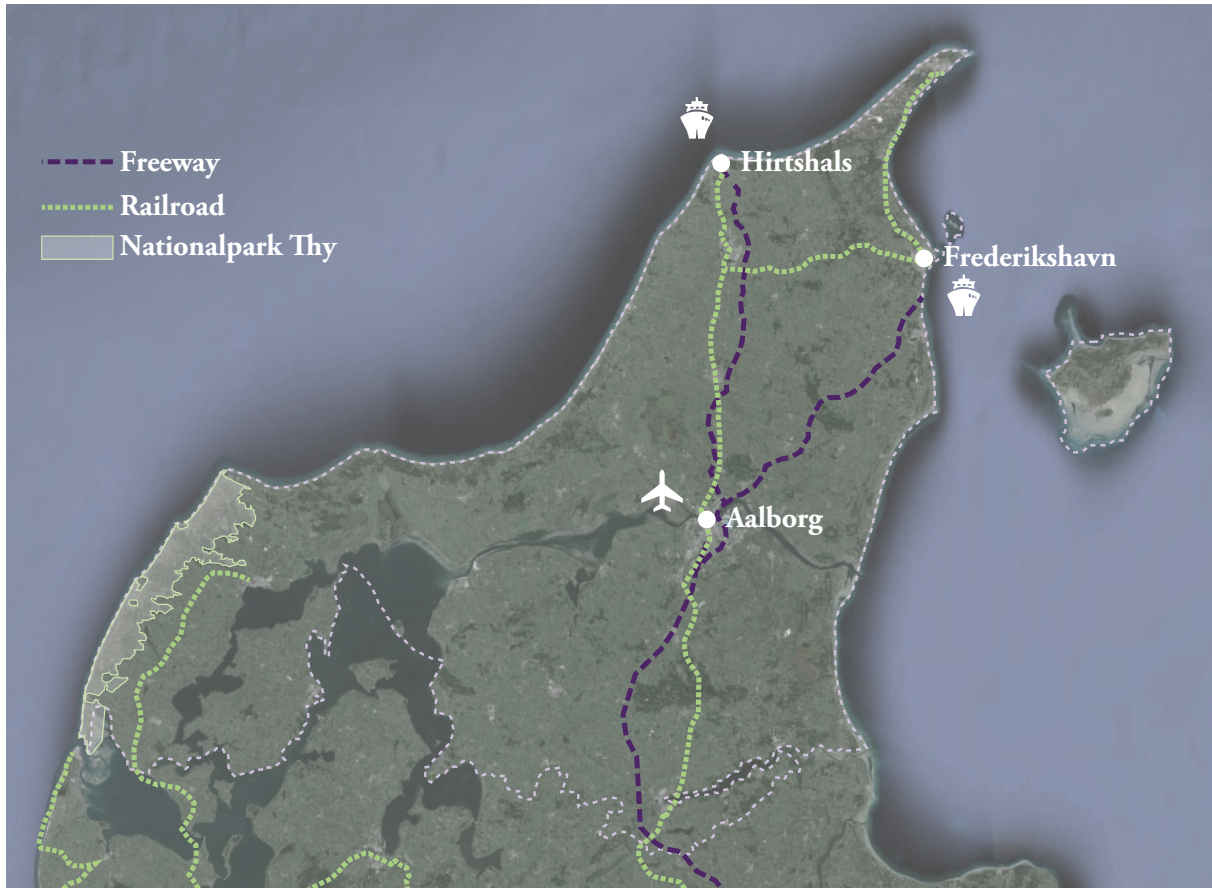 Freeway
Railroad
Nationalpark Thy
Hirtshals
Frederikshavn
Aalborg